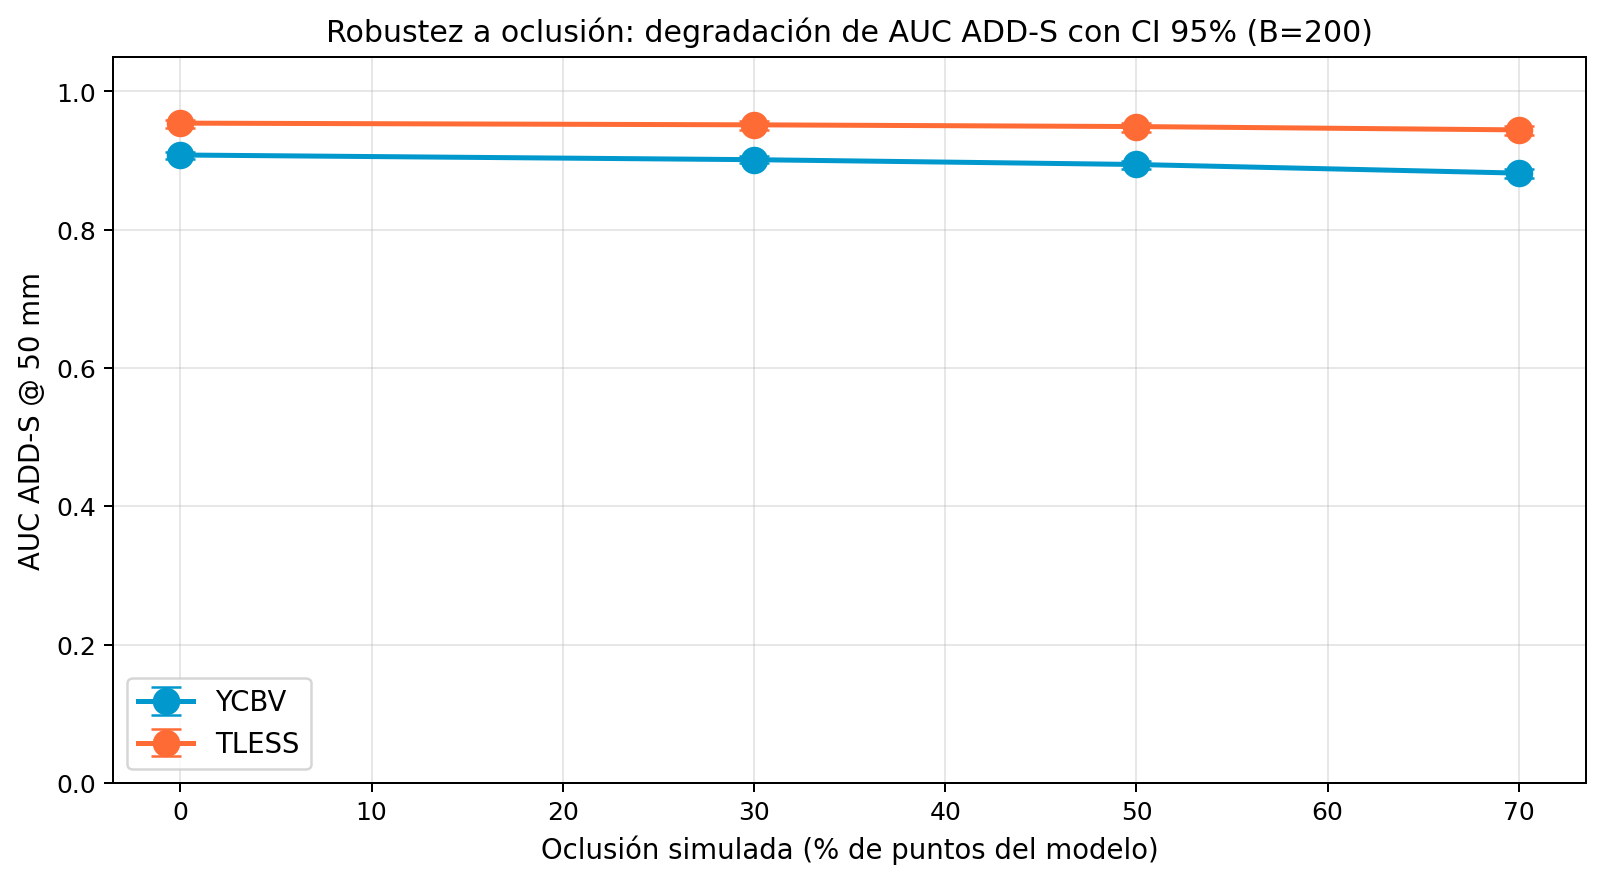 Robustez a oclusión: degradación de AUC ADD-S con CI 95% (B=200)
AUC ADD-S @ 50 mm
1.0
0.8
0.6
0.4
0.2
0.0
YCBV
TLESS
0 10 20 30 40 50 60 70
Oclusión simulada (% de puntos del modelo)